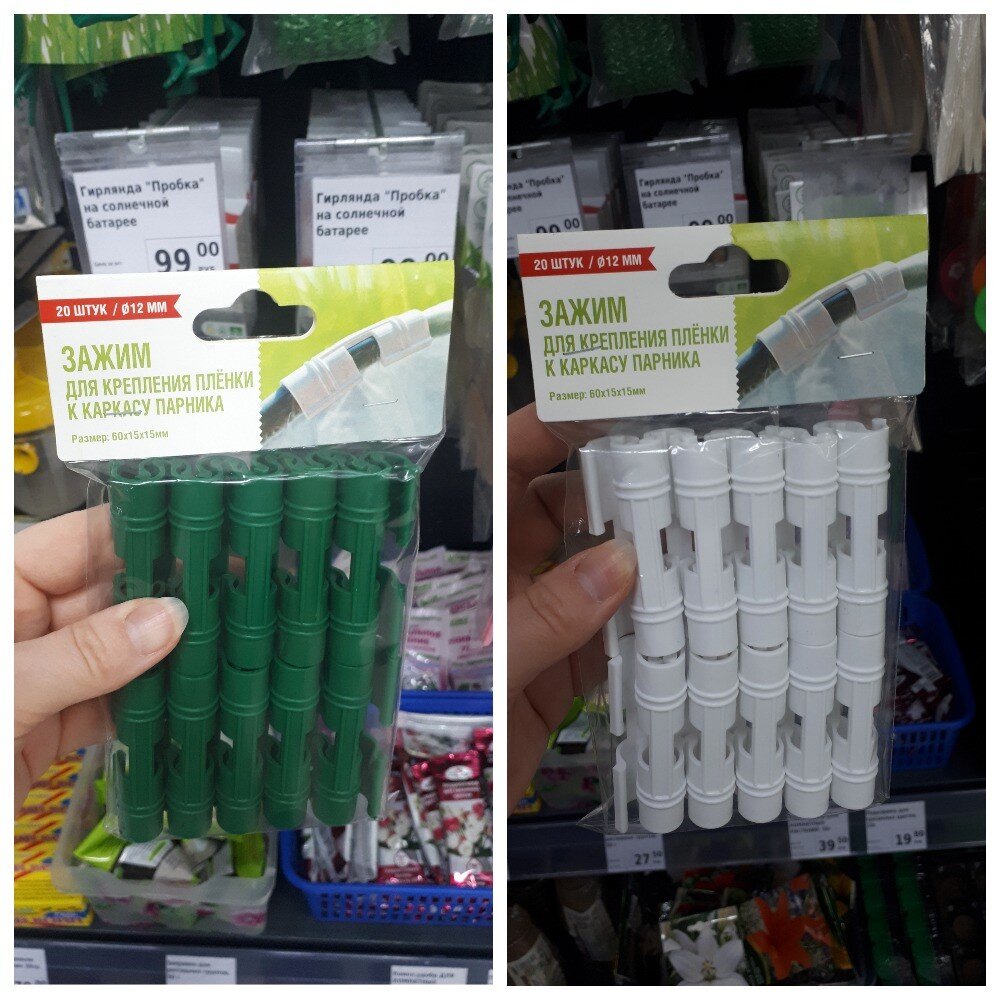 Гирлянда "Пробка"
на солнечной
батарее
99 00
Гирлянда "Пробка"
на солнечной
батарее
20 ШТУК / Ø12 ММ
ЗАЖИМ
ДЛЯ КРЕПЛЕНИЯ ПЛЁНКИ
К КАРКАСУ ПАРНИКА
Размер: 60х15х15мм
"Пробка"
на солнечной
батарее
Гирлянда "Пробка"
на солнечной
батарее
20 ШТУК / Ø12 ММ
ЗАЖИМ
ДЛЯ КРЕПЛЕНИЯ ПЛЁНКИ
К КАРКАСУ ПАРНИКА
Размер: 60х15х15мм
27 50
39 50
19 80